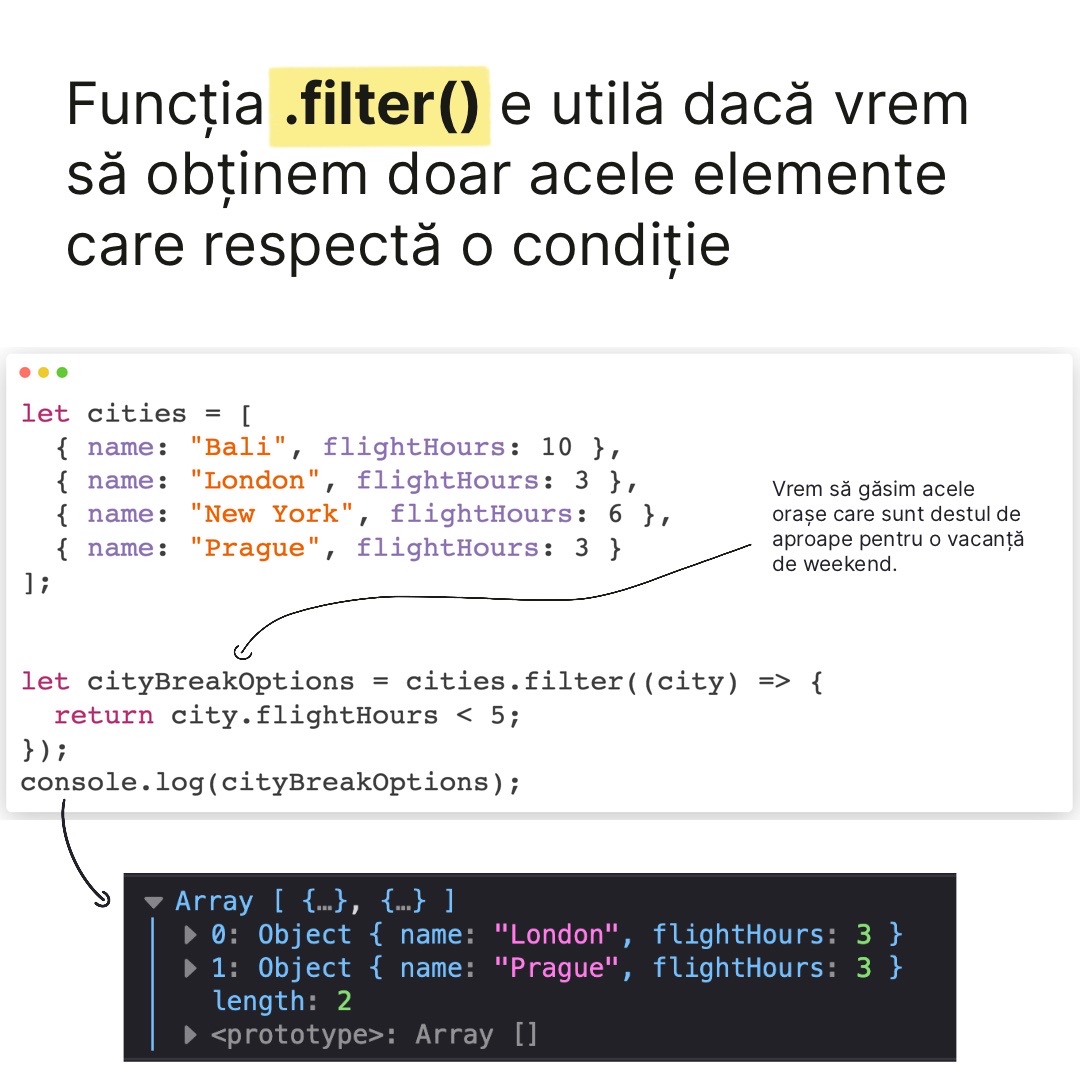 Funcția .filter() e utilă dacă vrem
să obținem doar acele elemente
care respectă o condiție
let cities = [
  { name: "Bali", flightHours: 10 },
  { name: "London", flightHours: 3 },
  { name: "New York", flightHours: 6 },
  { name: "Prague", flightHours: 3 }
];
Vrem să găsim acele
orașe care sunt destul de
aproape pentru o vacanță
de weekend.
let cityBreakOptions = cities.filter((city) => {
  return city.flightHours < 5;
});
console.log(cityBreakOptions);
Array [ {…}, {…} ]
0: Object { name: "London", flightHours: 3 }
1: Object { name: "Prague", flightHours: 3 }
length: 2
<prototype>: Array []